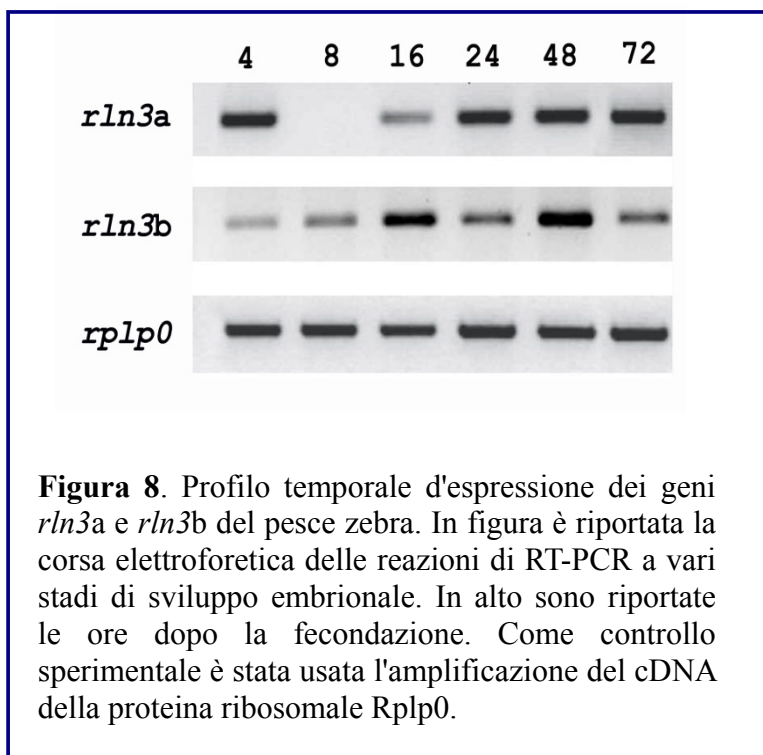 4 8 16 24 48 72
rln3a
rln3b
rplp0
Figura 8. Profilo temporale d'espressione dei geni
rln3a e rln3b del pesce zebra. In figura è riportata la
corsa elettroforetica delle reazioni di RT-PCR a vari
stadi di sviluppo embrionale. In alto sono riportate
le ore dopo la fecondazione. Come controllo
sperimentale è stata usata l'amplificazione del cDNA
della proteina ribosomale Rplp0.